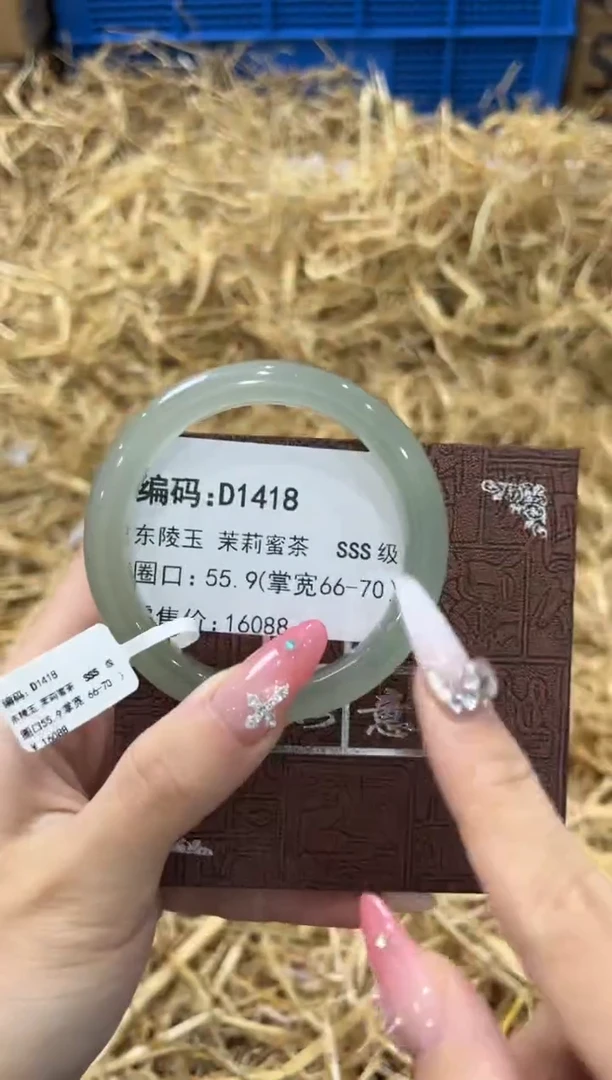 编码:D1418
东陵玉 茉莉蜜茶 SSS级
圈口:55.9(掌宽66-70)
售价:16088
意
编码:D1418
东陵玉 茉莉蜜茶 SSS 级
圈口55.9(掌宽 66-70 )
¥ 16088